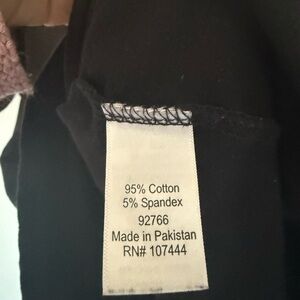 95% Cotton
5% Spandex
92766
Made in Pakistan
RN# 107444